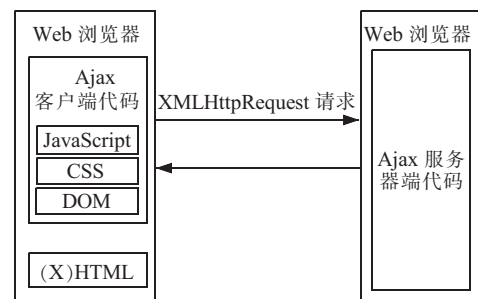 Web 浏览器
Ajax
客户端代码
JavaScript
CSS
DOM
(X)HTML
XMLHttpRequest 请求
Web 浏览器
Ajax 服务
器端代码